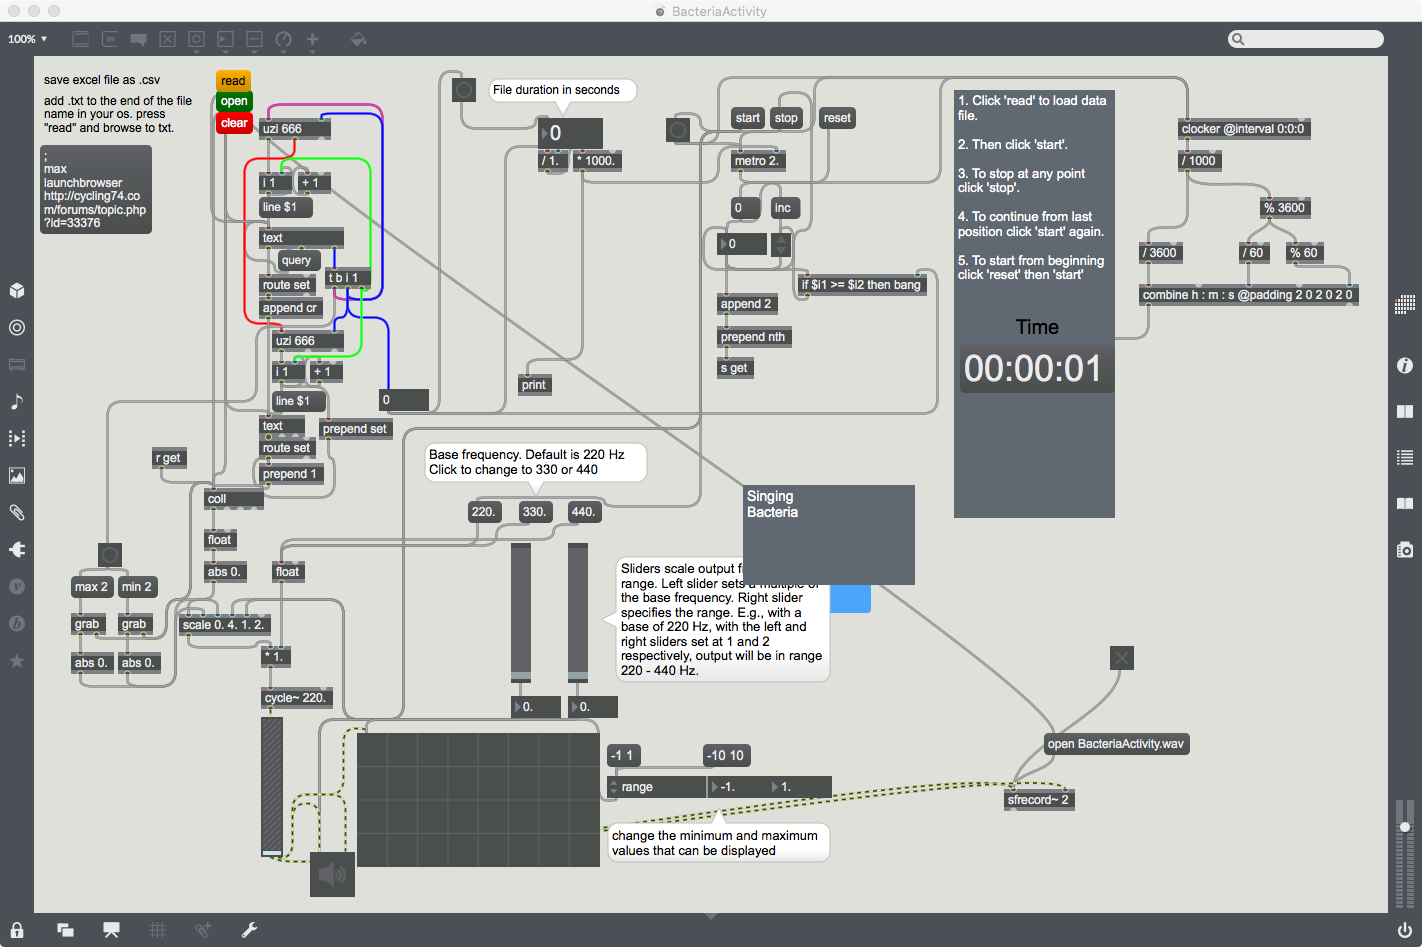 BacteriaActivity
100%
save excel file as .csv
add .txt to the end of the file
name in your os. press
"read" and browse to txt.
;
max
launchbrowser
http://cycling74.co
m/forums/topic.php
?id=33376
read
open
clear
uzi 666
i 1
+ 1
line $1
text
query
t b i 1
route set
append cr
uzi 666
i 1
+ 1
line $1
0
text
prepend set
route set
prepend 1
r get
coll
float
abs 0.
float
max 2
min 2
grab
grab
scale 0. 4. 1. 2.
abs 0.
abs 0.
* 1.
cycle~ 220.
File duration in seconds
0
/ 1.
* 1000.
print
start
stop
reset
metro 2.
0
inc
0
if $i1 >= $i2 then bang
append 2
prepend nth
s get
1. Click 'read' to load data
file.
2. Then click 'start'.
3. To stop at any point
click 'stop'.
4. To continue from last
position click 'start' again.
5. To start from beginning
click 'reset' then 'start'
Time
00:00:01
clocker @interval 0:0:0
/ 1000
% 3600
/ 3600
/ 60
% 60
combine h : m : s @padding 2 0 2 0 2 0
Base frequency. Default is 220 Hz
Click to change to 330 or 440
220.
330.
440.
Singing
Bacteria
Sliders scale output
range. Left slider sets a multiple of
the base frequency. Right slider
specifies the range. E.g., with a
base of 220 Hz, with the left and
right sliders set at 1 and 2
respectively, output will be in range
220 - 440 Hz.
0.
0.
-1 1
-10 10
range
-1.
1.
change the minimum and maximum
values that can be displayed
open BacteriaActivity.wav
sfrecord~ 2